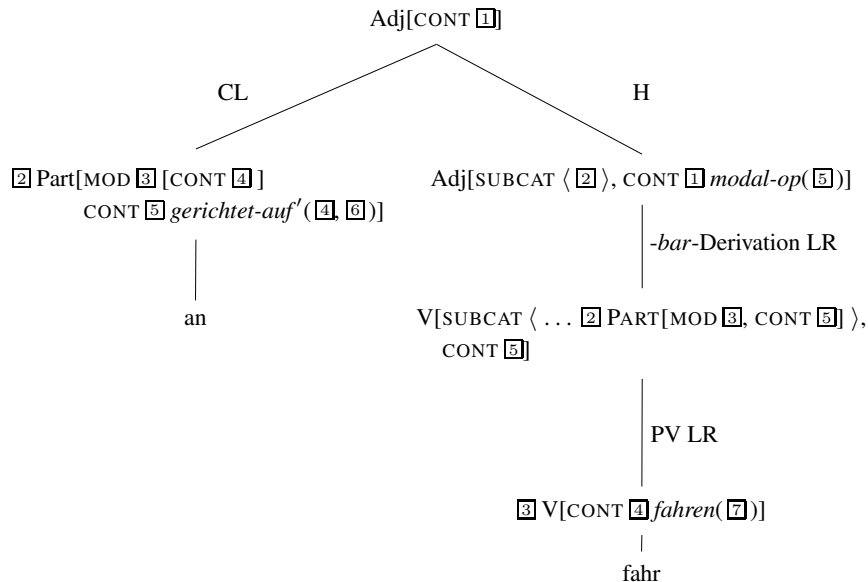 Adj[CONT 1]
CL H
2 Part[MOD 3 [CONT 4] Adj[SUBCAT ⟨ 2 ⟩, CONT 1 modal-op( 5 )]
CONT 5 gerichtet-auf′( 4, 6 )]
-bar-Derivation LR
an V[SUBCAT ⟨ … 2 PART[MOD 3, CONT 5] ⟩,
CONT 5]
PV LR
3 V[CONT 4 fahren( 7 )]
fahr